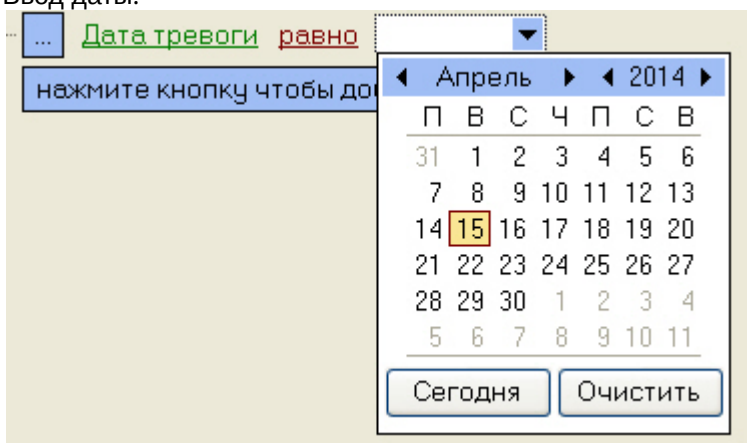 Ввод даты:
... Дата тревоги равно
нажмите кнопку чтобы до
Апрель 2014
П В С Ч П С В
31 1 2 3 4 5 6
7 8 9 10 11 12 13
14 15 16 17 18 19 20
21 22 23 24 25 26 27
28 29 30 1 2 3 4
5 6 7 8 9 10 11
Сегодня Очистить